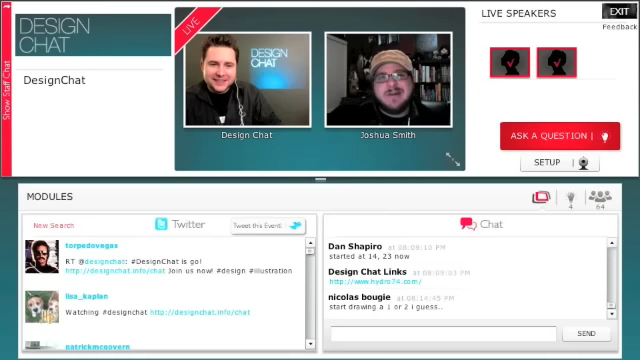 Show Staff Chat
DESIGN
CHAT
DesignChat
LIVE
DESIGN
CHAT
Design Chat
Joshua Smith
LIVE SPEAKERS
EXIT
Feedback
ASK A QUESTION
SETUP
MODULES
4
64
New Search
Twitter
Tweet this Event!
torpedovegas
RT @designchat: #DesignChat is go!
http://designchat.info/chat Join us now! #design #illustration
lisa_kaplan
Watching #designchat http://designchat.info/chat
patrickmcgovern
Chat
Dan Shapiro at 08:09:10 PM
started at 14, 23 now
Design Chat Links at 08:09:03 PM
http://www.hydro74.com/
nicolas bougie at 08:14:45 PM
start drawing a 1 or 2 i guess..
SEND